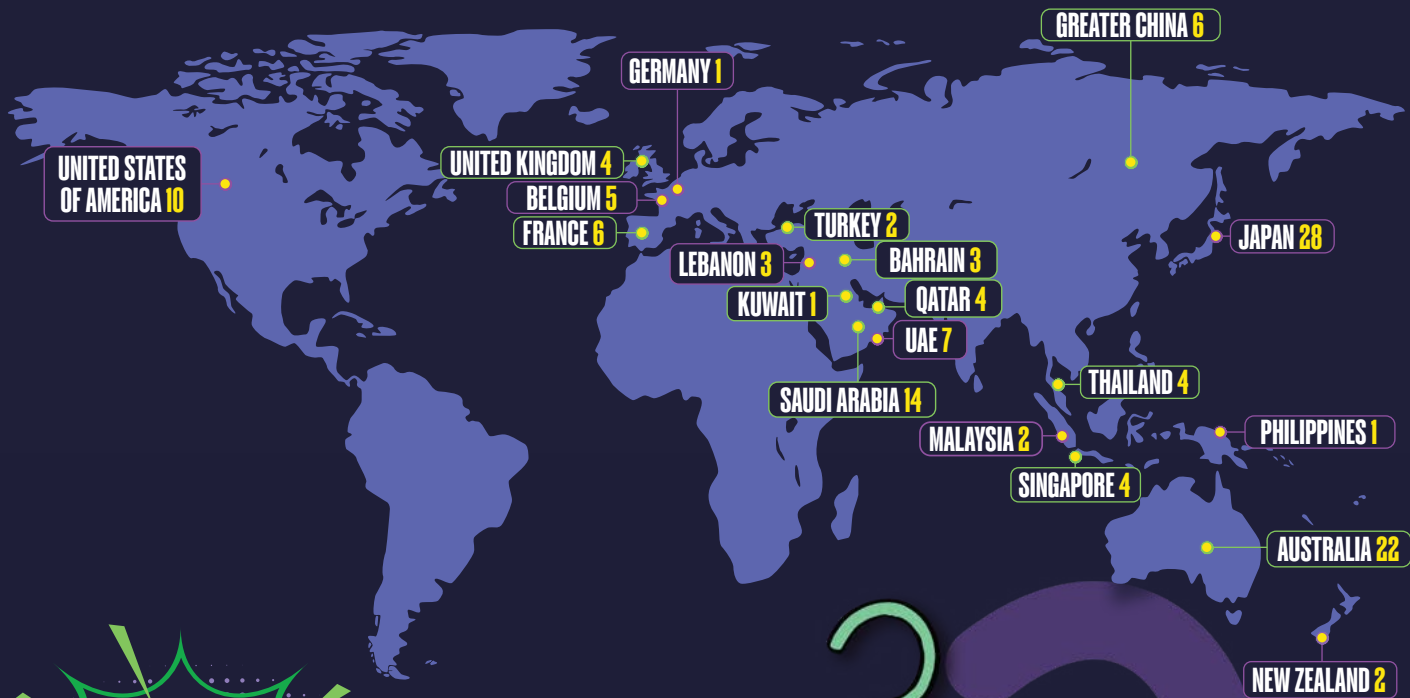 GREATER CHINA 6
GERMANY 1
UNITED STATES
OF AMERICA 10
UNITED KINGDOM 4
BELGIUM 5
FRANCE 6
TURKEY 2
JAPAN 28
LEBANON 3
BAHRAIN 3
KUWAIT 1
QATAR 4
UAE 7
THAILAND 4
SAUDI ARABIA 14
MALAYSIA 2
PHILIPPINES 1
SINGAPORE 4
AUSTRALIA 22
NEW ZEALAND 2